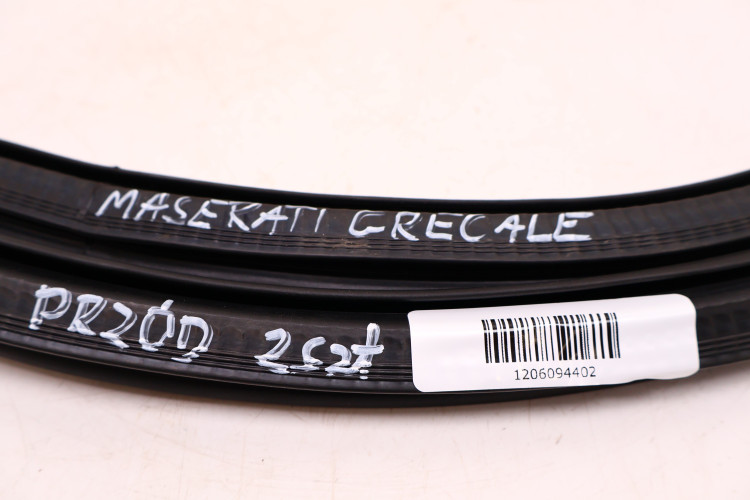 MASERATI GRECALE
PRZÓD 2szt
1206094402